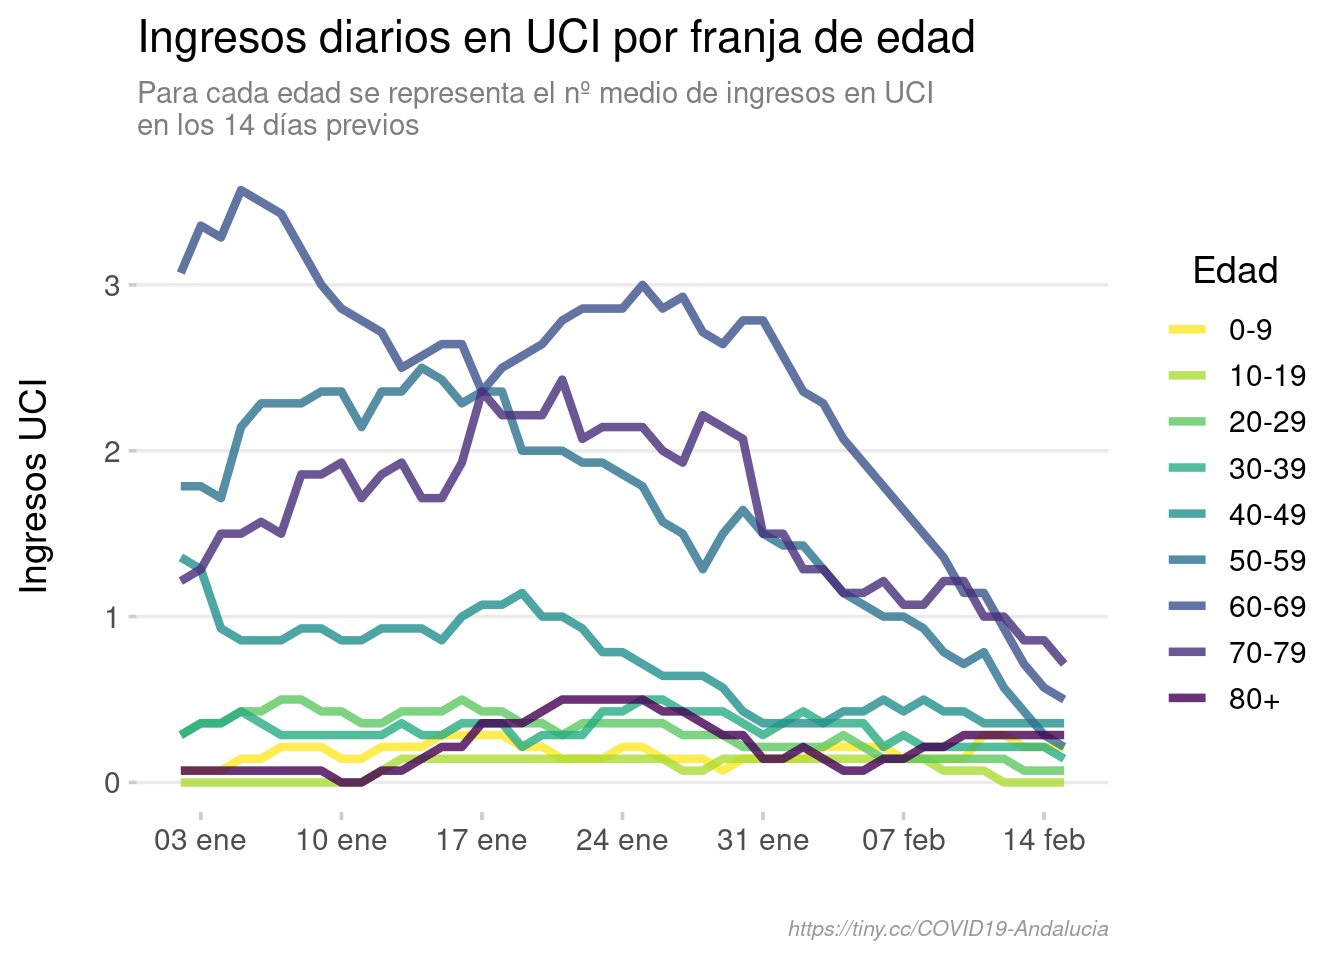 Ingresos diarios en UCI por franja de edad
Para cada edad se representa el nº medio de ingresos en UCI
en los 14 días previos
Ingresos UCI
3
2
1
0
03 ene
10 ene
17 ene
24 ene
31 ene
07 feb
14 feb
Edad
0-9
10-19
20-29
30-39
40-49
50-59
60-69
70-79
80+
https://tiny.cc/COVID19-Andalucia